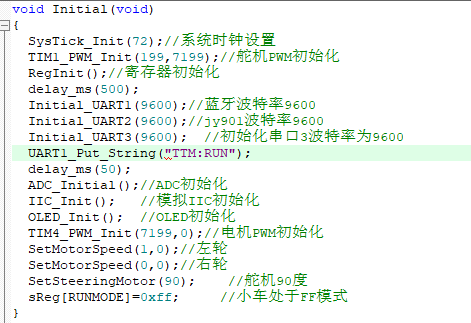 void Initial(void)
{
SysTick_Init(72);//系统时钟设置
TIM1_PWM_Init(199,7199);//舵机PWM初始化
RegInit();//寄存器初始化
delay_ms(500);
Initial_UART1(9600);//蓝牙波特率9600
Initial_UART2(9600);//jy901波特率9600
Initial_UART3(9600);  //初始化串口3波特率为9600
UART1_Put_String("TTM:RUN");
delay_ms(50);
ADC_Initial();//ADC初始化
IIC_Init();   //模拟IIC初始化
OLED_Init();  //OLED初始化
TIM4_PWM_Init(7199,0);//电机PWM初始化
SetMotorSpeed(1,0);//左轮
SetMotorSpeed(0,0);//右轮
SetSteeringMotor(90);    //舵机90度
sReg[RUNMODE]=0xff;     //小车处于FF模式
}